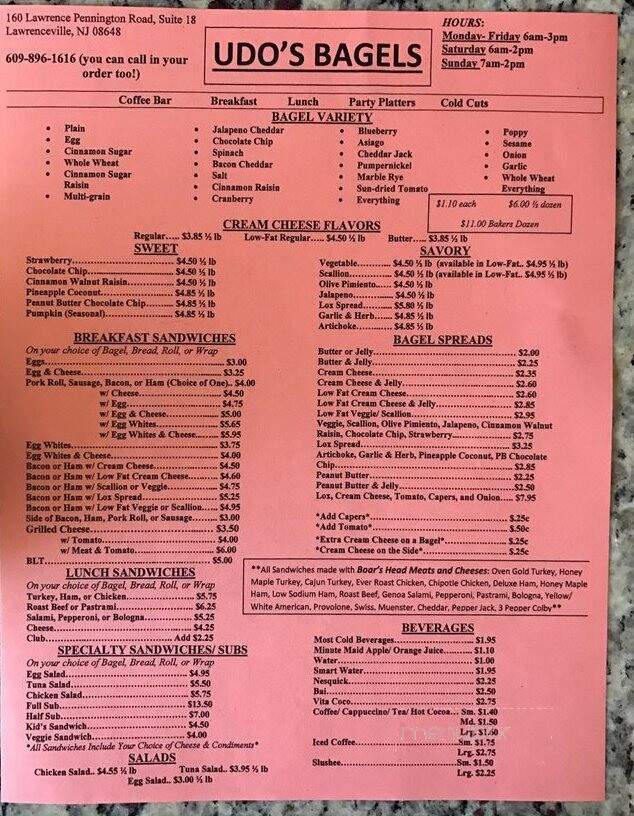 160 Lawrence Pennington Road, Suite 18
Lawrenceville, NJ 08648
609-896-1616 (you can call in your
order too!)
UDO'S BAGELS
HOURS:
Monday- Friday 6am-3pm
Saturday 6am-2pm
Sunday 7am-2pm
Coffee Bar Breakfast Lunch Party Platters Cold Cuts
BAGEL VARIETY
• Plain
• Egg
• Cinnamon Sugar
• Whole Wheat
• Cinnamon Sugar
Raisin
• Multi-grain
• Jalapeno Cheddar
• Chocolate Chip
• Spinach
• Bacon Cheddar
• Salt
• Cinnamon Raisin
• Cranberry
• Blueberry
• Asiago
• Cheddar Jack
• Pumpernickel
• Marble Rye
• Sun-dried Tomato
• Everything
• Poppy
• Sesame
• Onion
• Garlic
• Whole Wheat
Everything
$1.10 each $6.00 ½ dozen
$11.00 Bakers Dozen
CREAM CHEESE FLAVORS
Regular..... $3.85 ½ lb Low-Fat Regular..... $4.50 ½ lb Butter..... $3.85 ½ lb
SWEET
Strawberry................................. $4.50 ½ lb
Chocolate Chip.......................... $4.50 ½ lb
Cinnamon Walnut Raisin............ $4.50 ½ lb
Pineapple Coconut..................... $4.85 ½ lb
Peanut Butter Chocolate Chip...... $4.85 ½ lb
Pumpkin (Seasonal)................... $4.85 ½ lb
SAVORY
Vegetable........... $4.50 ½ lb (available in Low-Fat.. $4.95 ½ lb)
Scallion............. $4.50 ½ lb (available in Low-Fat.. $4.95 ½ lb)
Olive Pimiento..... $4.50 ½ lb
Jalapeno............ $4.50 ½ lb
Lox Spread......... $5.80 ½ lb
Garlic & Herb...... $4.85 ½ lb
Artichoke........... $4.85 ½ lb
BREAKFAST SANDWICHES
On your choice of Bagel, Bread, Roll, or Wrap
Eggs................................................ $3.00
Egg & Cheese..................................... $3.25
Pork Roll, Sausage, Bacon, or Ham (Choice of One).. $4.00
w/ Cheese......................... $4.50
w/ Egg.............................. $4.75
w/ Egg & Cheese................. $5.00
w/ Egg Whites.................... $5.65
w/ Egg Whites & Cheese....... $5.95
Egg Whites........................................ $3.75
Egg Whites & Cheese........................... $4.00
Bacon or Ham w/ Cream Cheese............... $4.50
Bacon or Ham w/ Low Fat Cream Cheese..... $4.60
Bacon or Ham w/ Scallion or Veggie.......... $4.75
Bacon or Ham w/ Lox Spread.................. $5.25
Bacon or Ham w/ Low Fat Veggie or Scallion..... $4.95
Side of Bacon, Ham, Pork Roll, or Sausage....... $3.00
Grilled Cheese.................................... $3.50
w/ Tomato......................... $4.00
w/ Meat & Tomato............... $6.00
BLT................................................. $5.00
BAGEL SPREADS
Butter or Jelly..................................... $2.00
Butter & Jelly..................................... $2.25
Cream Cheese..................................... $2.35
Cream Cheese & Jelly........................... $2.60
Low Fat Cream Cheese.......................... $2.60
Low Fat Cream Cheese & Jelly................ $2.85
Low Fat Veggie/ Scallion....................... $2.95
Veggie, Scallion, Olive Pimiento, Jalapeno, Cinnamon Walnut
Raisin, Chocolate Chip, Strawberry........... $2.75
Lox Spread......................................... $3.25
Artichoke, Garlic & Herb, Pineapple Coconut, PB Chocolate
Chip................................................. $2.85
Peanut Butter..................................... $2.25
Peanut Butter & Jelly........................... $2.50
Lox, Cream Cheese, Tomato, Capers, and Onion..... $7.95
*Add Capers*..................................... $.25c
*Add Tomato*..................................... $.50c
*Extra Cream Cheese on a Bagel*............. $.25c
*Cream Cheese on the Side*................... $.25c
**All Sandwiches made with Boar's Head Meats and Cheeses: Oven Gold Turkey, Honey
Maple Turkey, Cajun Turkey, Ever Roast Chicken, Chipotle Chicken, Deluxe Ham, Honey Maple
Ham, Low Sodium Ham, Roast Beef, Genoa Salami, Pepperoni, Pastrami, Bologna, Yellow/
White American, Provolone, Swiss, Muenster, Cheddar, Pepper Jack, 3 Pepper Colby**
LUNCH SANDWICHES
On your choice of Bagel, Bread, Roll, or Wrap
Turkey, Ham, or Chicken................... $5.75
Roast Beef or Pastrami..................... $6.25
Salami, Pepperoni, or Bologna............ $5.25
Cheese.......................................... $4.25
Club.................................... Add $2.25
SPECIALTY SANDWICHES/ SUBS
On your choice of Bagel, Bread, Roll, or Wrap
Egg Salad................................. $4.95
Tuna Salad............................... $5.50
Chicken Salad........................... $5.75
Full Sub.................................. $13.50
Half Sub.................................. $7.00
Kid's Sandwich......................... $4.50
Veggie Sandwich....................... $4.00
*All Sandwiches Include Your Choice of Cheese & Condiments*
SALADS
Chicken Salad.. $4.55 ½ lb Tuna Salad.. $3.95 ½ lb
Egg Salad.. $3.00 ½ lb
BEVERAGES
Most Cold Beverages..................... $1.95
Minute Maid Apple/ Orange Juice......... $1.10
Water........................................ $1.00
Smart Water............................... $1.95
Nesquick.................................... $2.25
Bai........................................... $2.50
Vita Coco................................... $2.75
Coffee/ Cappuccino/ Tea/ Hot Cocoa... Sm. $1.40
Md. $1.50
Lrg. $1.60
Iced Coffee.............................. Sm. $1.75
Lrg. $2.75
Slushee................................... Sm. $1.50
Lrg. $2.25